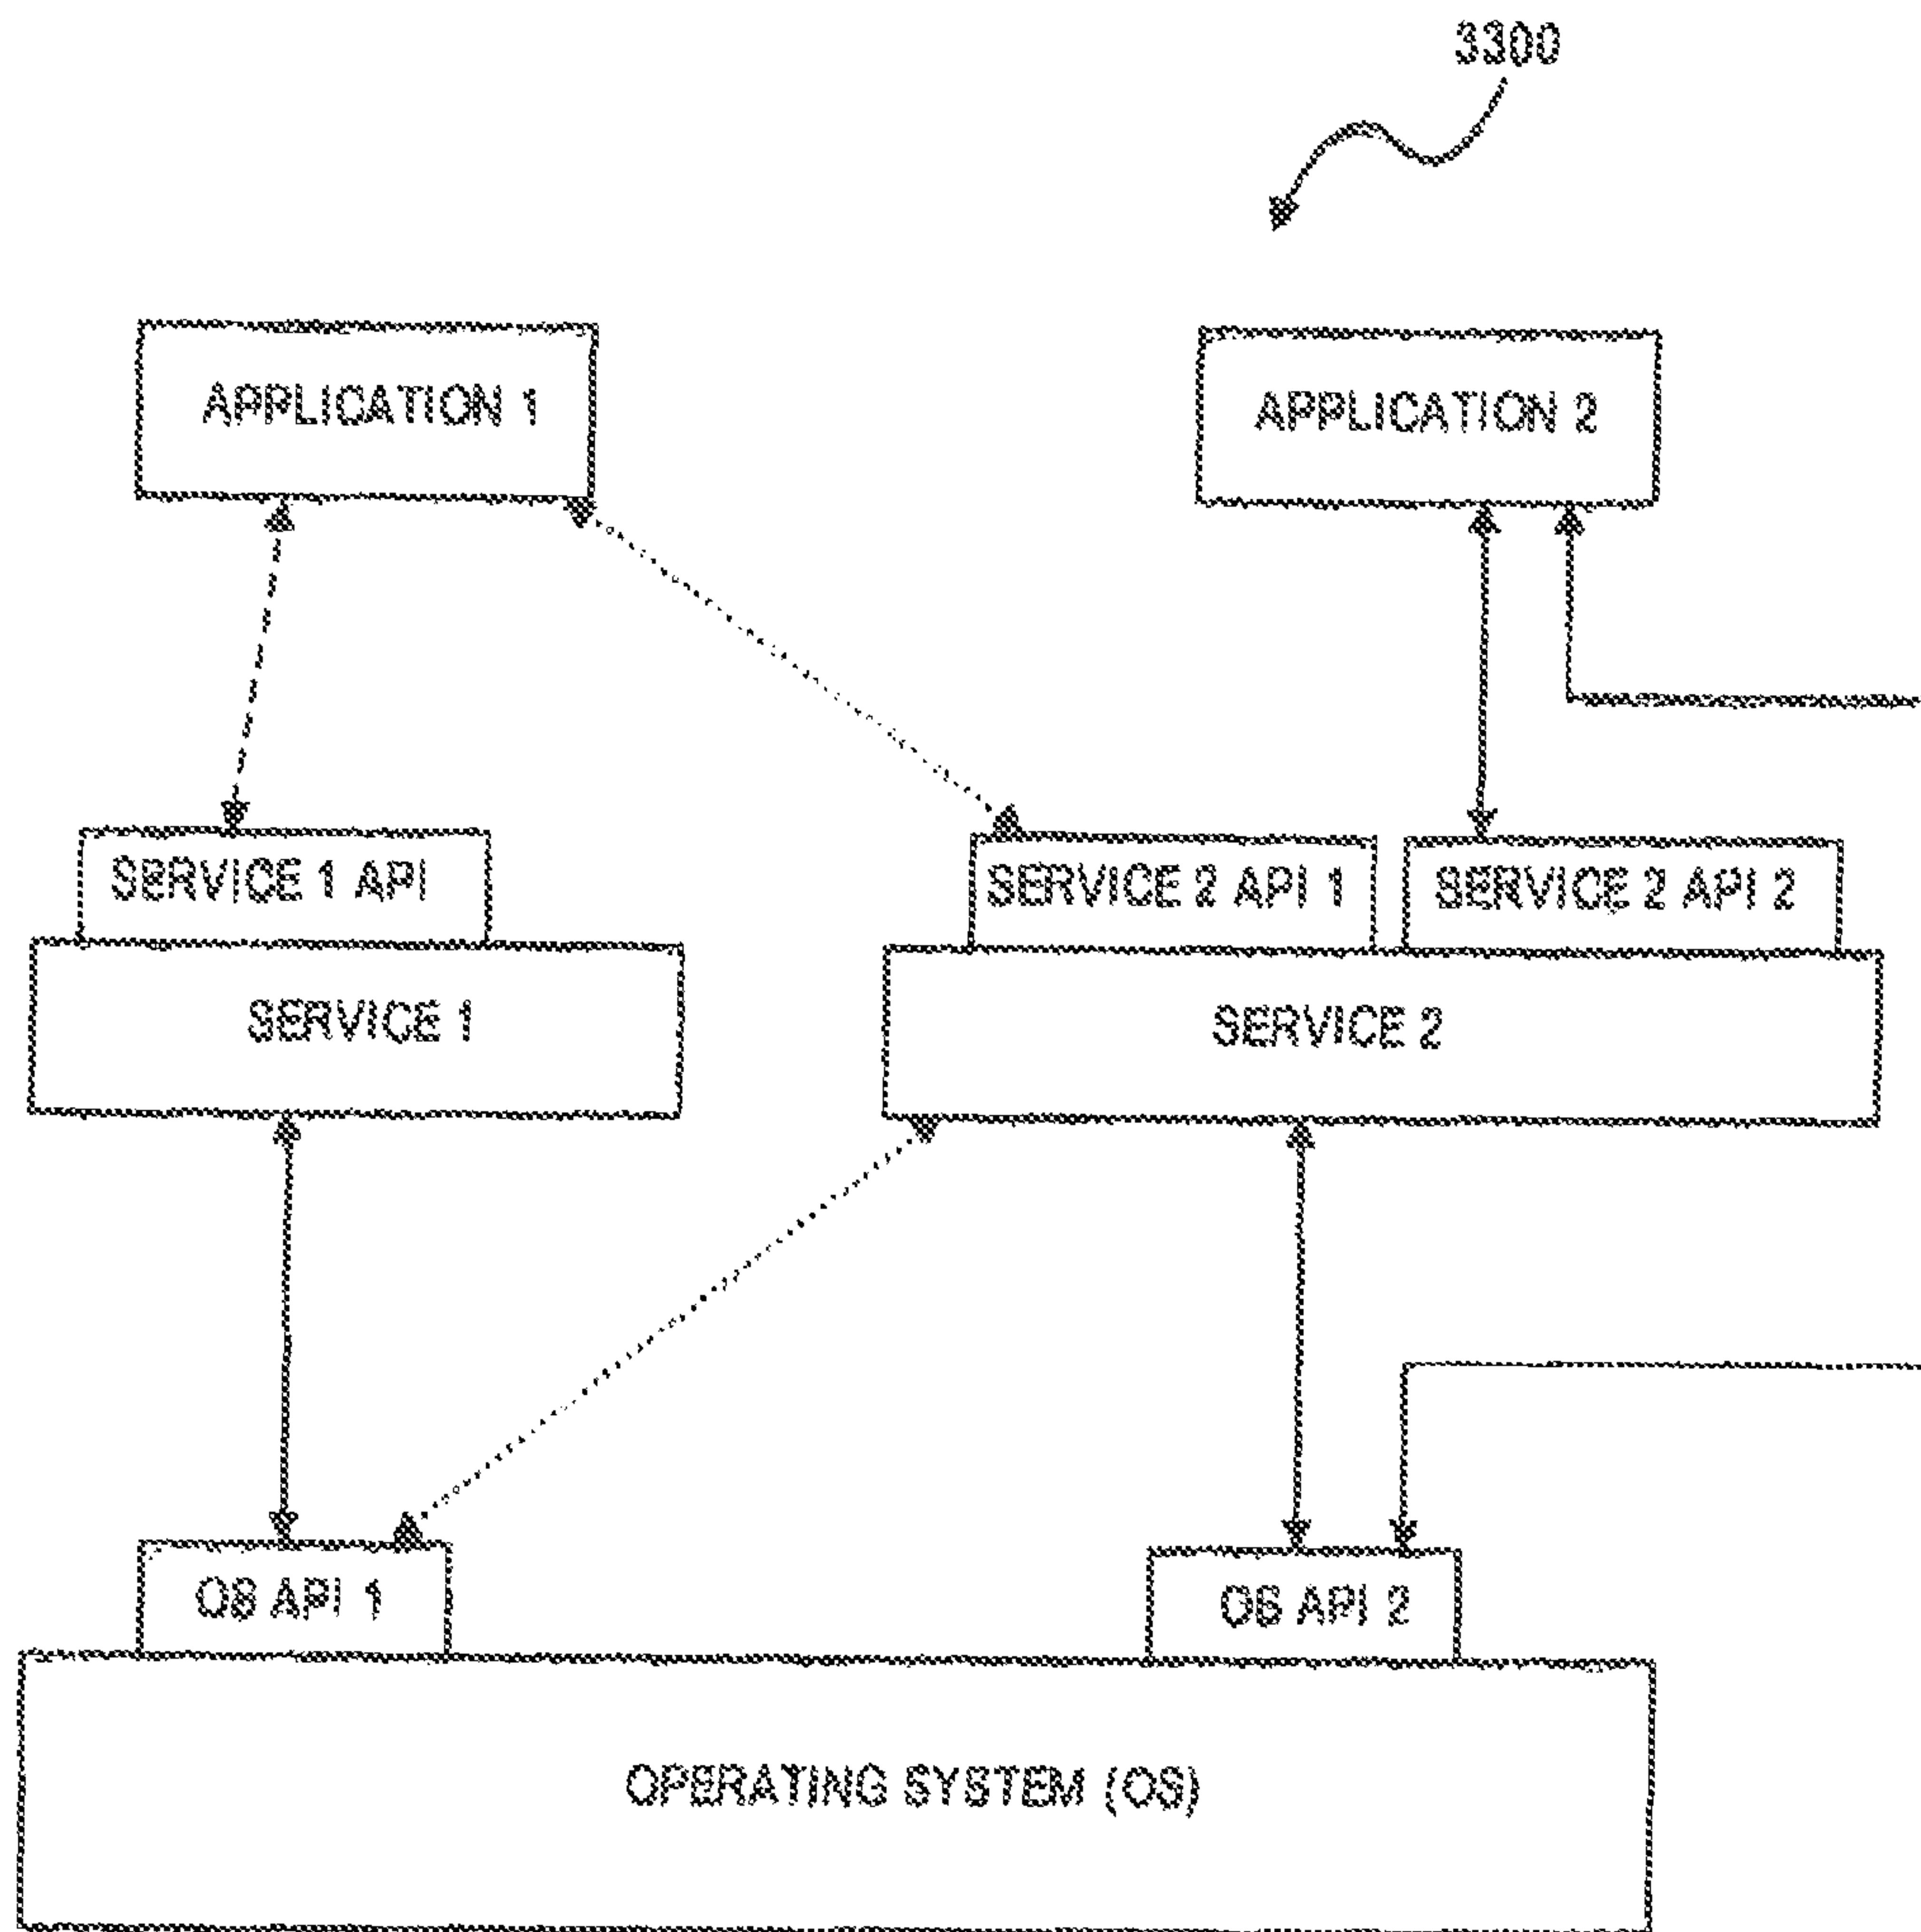 3300
APPLICATION 1
APPLICATION 2
SERVICE 1 API
SERVICE 2 API 1
SERVICE 2 API 2
SERVICE 1
SERVICE 2
OS API 1
OS API 2
OPERATING SYSTEM (OS)